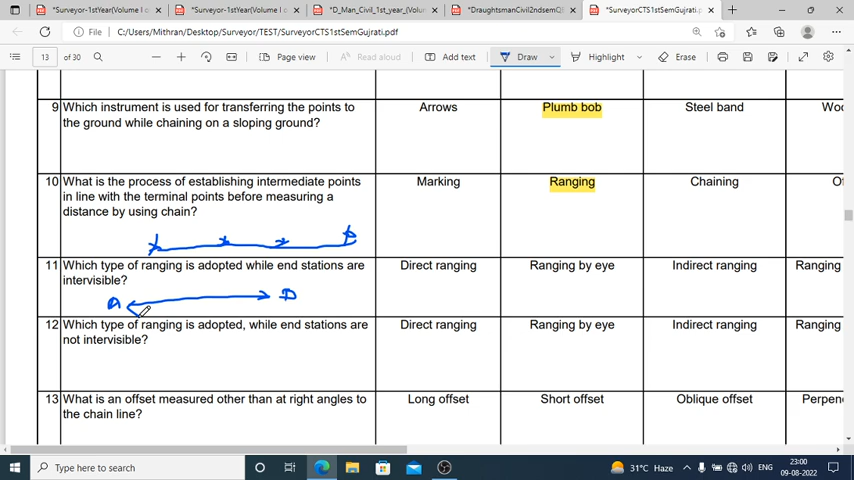 *Surveyor-1stYear(Volume I o
*Surveyor-1stYear(Volume I of
*D_Man_Civil_1st_year_(Volum
*DraughtsmanCivil2ndsemQ
*SurveyorCTS1stSemGujrati.p
File
C:/Users/Mithran/Desktop/Surveyor/TEST/SurveyorCTS1stSemGujrati.pdf
13 of 30
Page view
Read aloud
Add text
Draw
Highlight
Erase
9 Which instrument is used for transferring the points to
the ground while chaining on a sloping ground?
Arrows
Plumb bob
Steel band
Woo
10 What is the process of establishing intermediate points
in line with the terminal points before measuring a
distance by using chain?
Marking
Ranging
Chaining
Of
11 Which type of ranging is adopted while end stations are
intervisible?
Direct ranging
Ranging by eye
Indirect ranging
Ranging
A
12 Which type of ranging is adopted, while end stations are
not intervisible?
Direct ranging
Ranging by eye
Indirect ranging
Ranging
13 What is an offset measured other than at right angles to
the chain line?
Long offset
Short offset
Oblique offset
Perpen
Type here to search
31°C Haze
ENG
23:00
09-08-2022